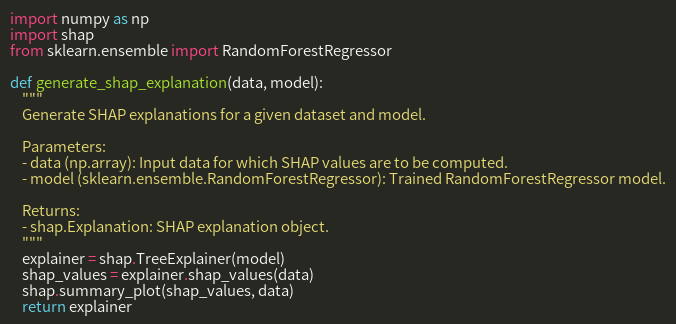 import numpy as np
import shap
from sklearn.ensemble import RandomForestRegressor
def generate_shap_explanation(data, model):
"""
Generate SHAP explanations for a given dataset and model.
Parameters:
- data (np.array): Input data for which SHAP values are to be computed.
- model (sklearn.ensemble.RandomForestRegressor): Trained RandomForestRegressor model.
Returns:
- shap.Explanation: SHAP explanation object.
"""
explainer = shap.TreeExplainer(model)
shap_values = explainer.shap_values(data)
shap.summary_plot(shap_values, data)
return explainer